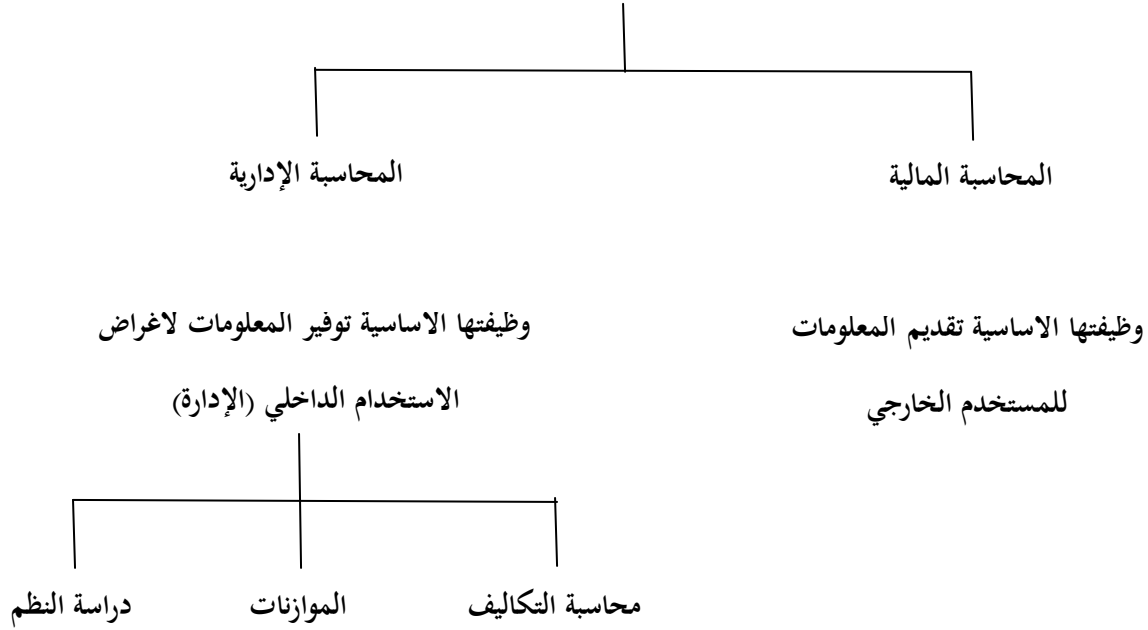 المحاسبة المالية
المحاسبة الإدارية
وظيفتها الاساسية تقديم المعلومات
للمستخدم الخارجي
وظيفتها الاساسية توفير المعلومات لاغراض
الاستخدام الداخلي (الإدارة)
محاسبة التكاليف
الموازنات
دراسة النظم